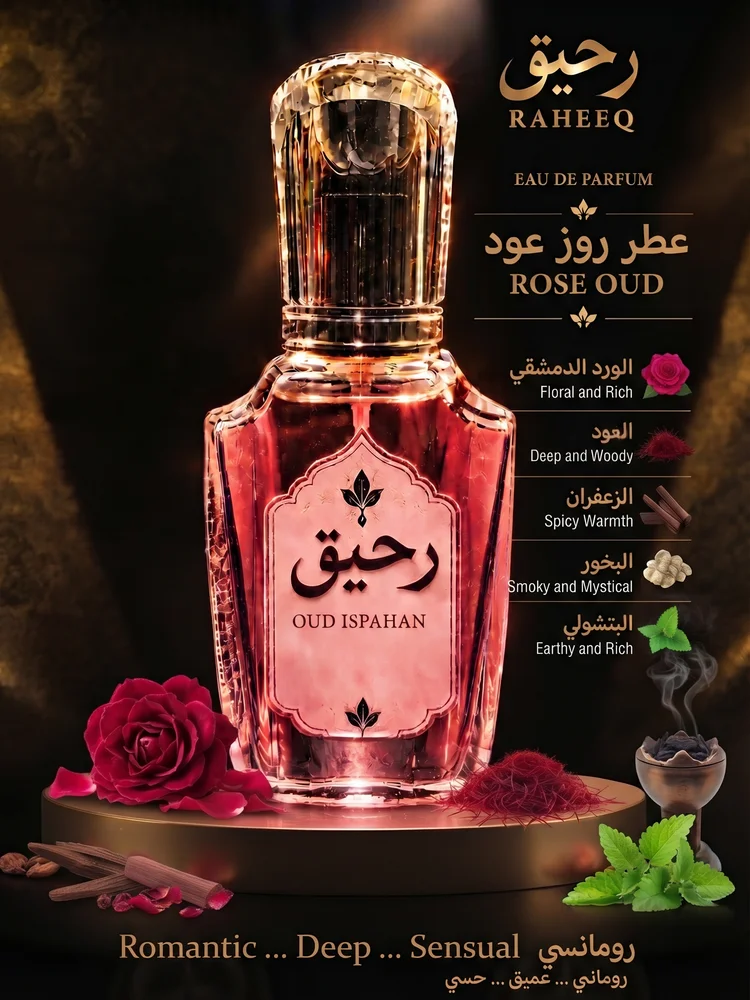 رحيق
RAHEEQ
EAU DE PARFUM
عطر روز عود
ROSE OUD
الورد الدمشقي
Floral and Rich
العود
Deep and Woody
الزعفران
Spicy Warmth
البخور
Smoky and Mystical
البتشولي
Earthy and Rich
رحيق
OUD ISPAHAN
Romantic ... Deep ... Sensual رومانسي
روماني ... عميق ... حسي